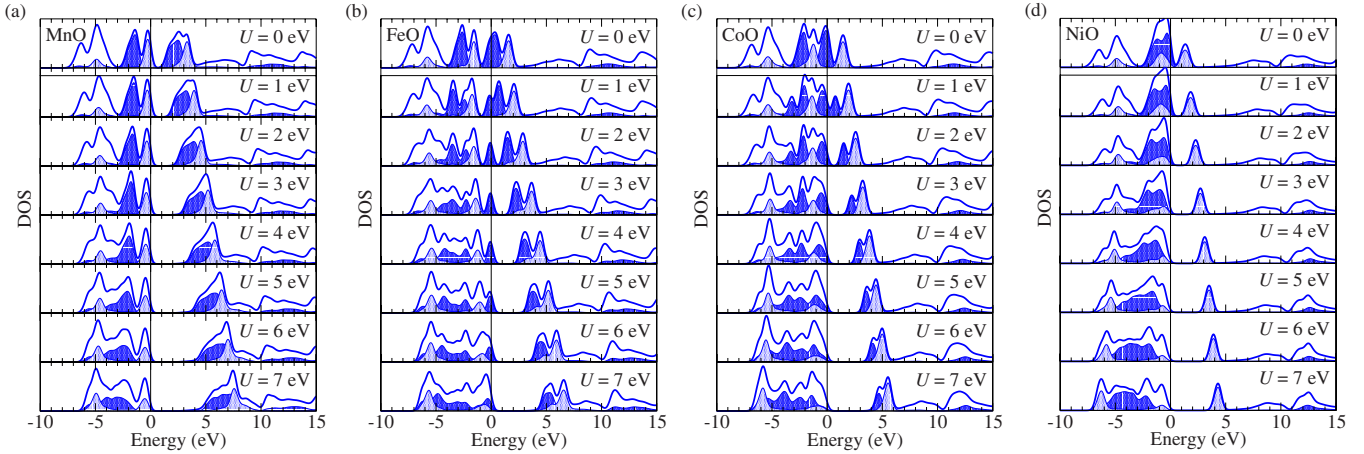 (a)
MnO
U = 0 eV
U = 1 eV
U = 2 eV
U = 3 eV
U = 4 eV
U = 5 eV
U = 6 eV
U = 7 eV
DOS
-10 -5 0 5 10 15
Energy (eV)
(b)
FeO
U = 0 eV
U = 1 eV
U = 2 eV
U = 3 eV
U = 4 eV
U = 5 eV
U = 6 eV
U = 7 eV
DOS
-10 -5 0 5 10 15
Energy (eV)
(c)
CoO
U = 0 eV
U = 1 eV
U = 2 eV
U = 3 eV
U = 4 eV
U = 5 eV
U = 6 eV
U = 7 eV
DOS
-10 -5 0 5 10 15
Energy (eV)
(d)
NiO
U = 0 eV
U = 1 eV
U = 2 eV
U = 3 eV
U = 4 eV
U = 5 eV
U = 6 eV
U = 7 eV
DOS
-10 -5 0 5 10 15
Energy (eV)